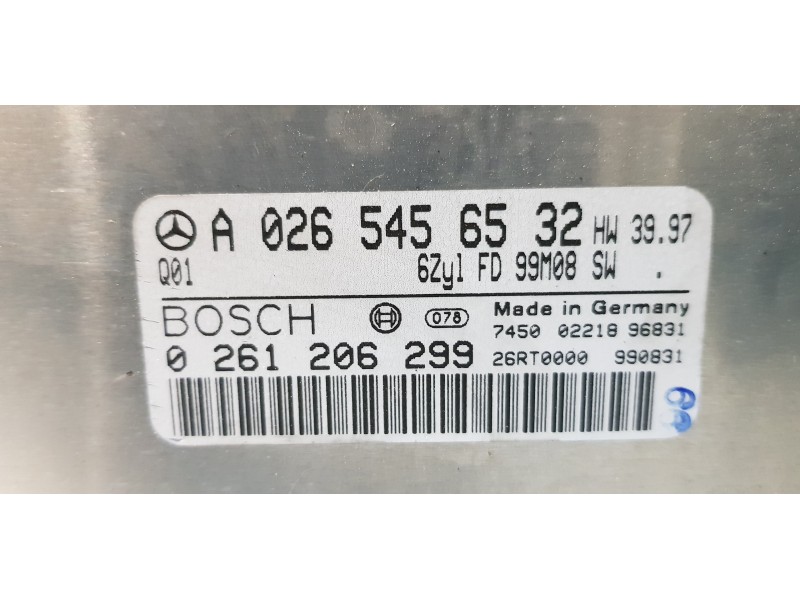 A 026 545 65 32 HW 39.97
Q01 6Zyl FD 99M08 SW .
BOSCH 078 Made in Germany
7450 02218 96831
0 261 206 299 26RT0000 990831